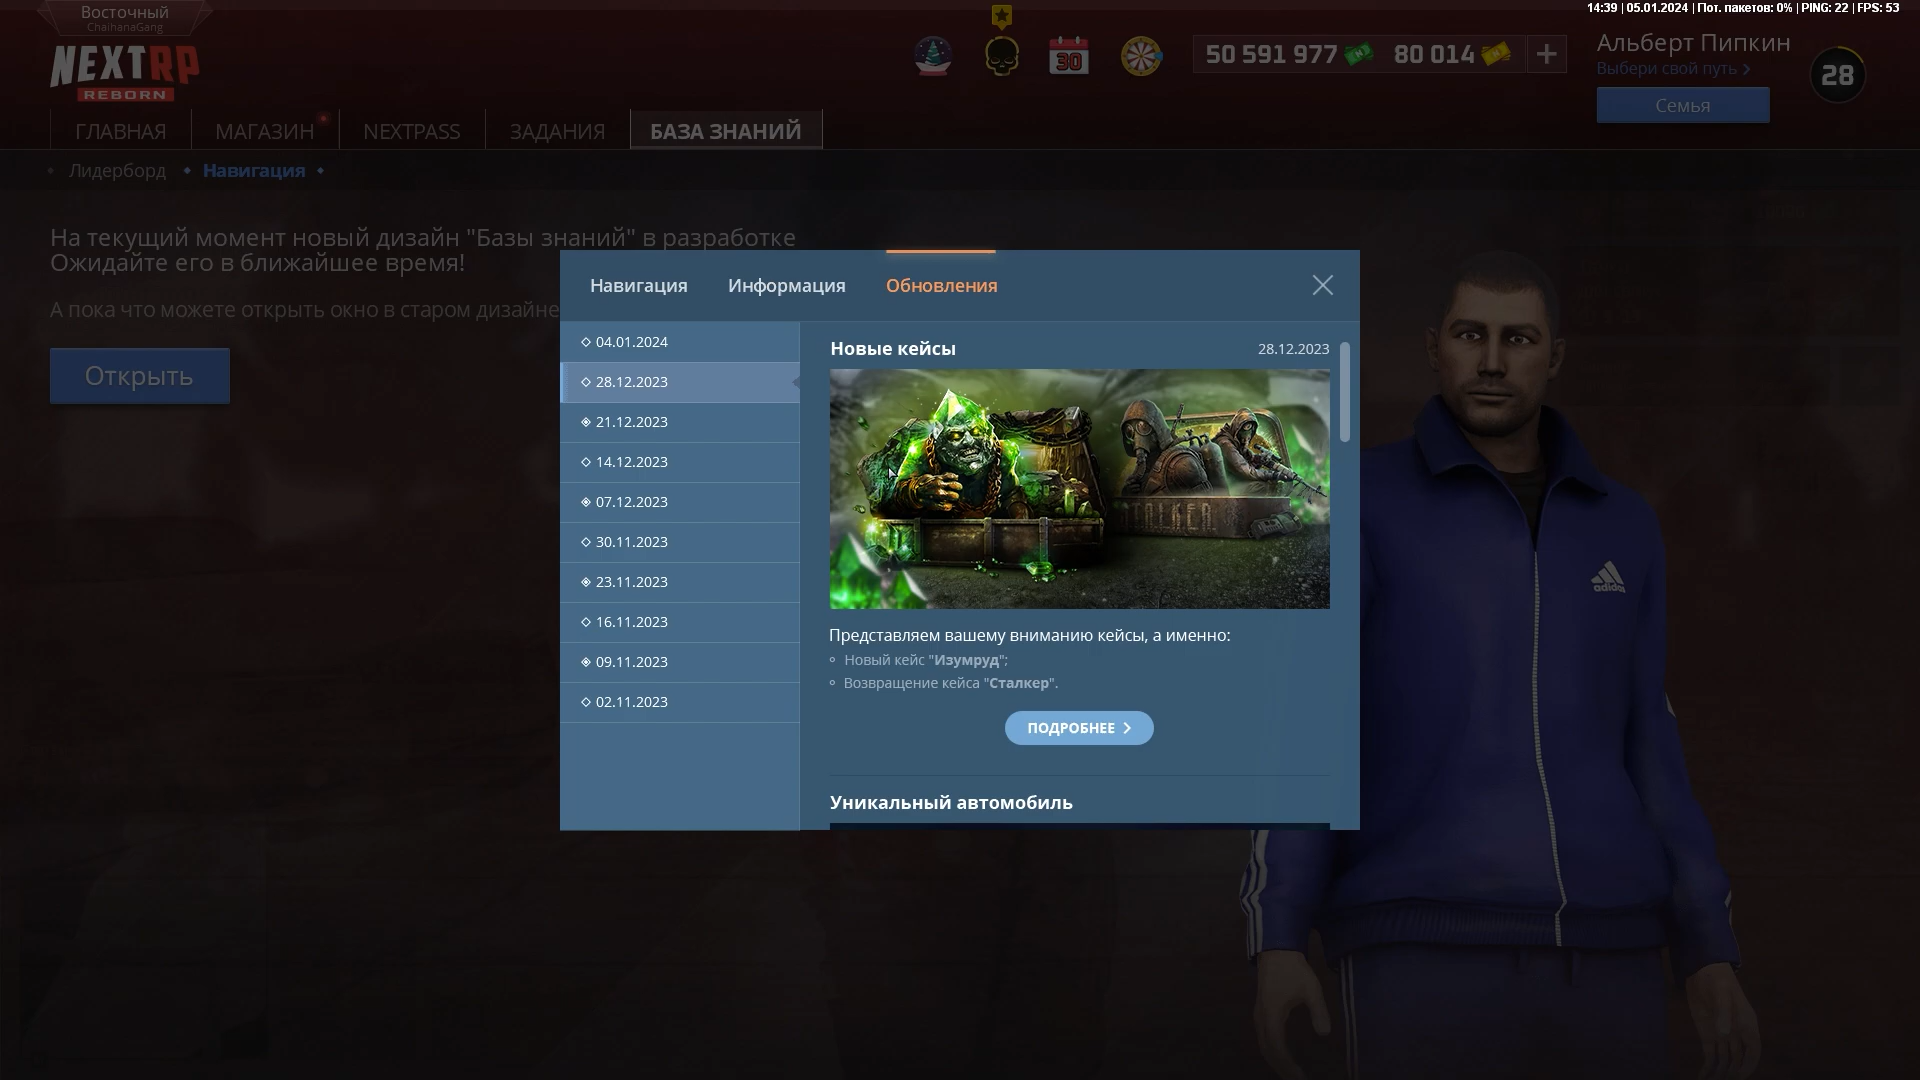 14:39 | 05.01.2024 | Пот. пакетов: 0% | PING: 22 | FPS: 53
Восточный
ChaihanaGang
NEXTRP
REBORN
30
50 591 977
80 014
+
Альберт Пипкин
Выбери свой путь
28
Семья
ГЛАВНАЯ
МАГАЗИН
NEXTPASS
ЗАДАНИЯ
БАЗА ЗНАНИЙ
Лидерборд
Навигация
На текущий момент новый дизайн "Базы знаний" в разработке
Ожидайте его в ближайшее время!
А пока что можете открыть окно в старом дизайне
Открыть
Навигация
Информация
Обновления
04.01.2024
28.12.2023
21.12.2023
14.12.2023
07.12.2023
30.11.2023
23.11.2023
16.11.2023
09.11.2023
02.11.2023
Новые кейсы
28.12.2023
STALKER
Представляем вашему вниманию кейсы, а именно:
Новый кейс "Изумруд";
Возвращение кейса "Сталкер".
ПОДРОБНЕЕ
Уникальный автомобиль
adidas